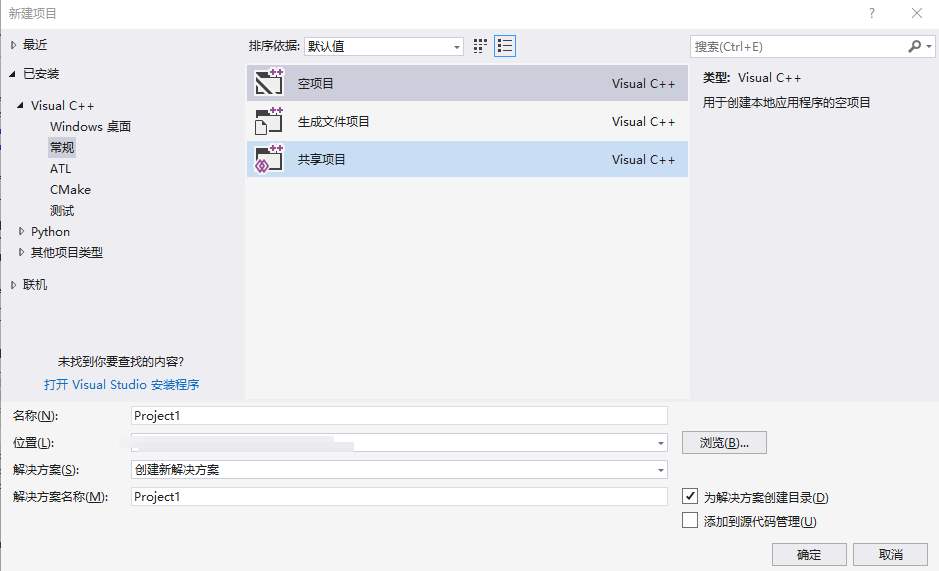 新建项目
最近
已安装
Visual C++
Windows 桌面
常规
ATL
CMake
测试
Python
其他项目类型
联机
未找到你要查找的内容?
打开 Visual Studio 安装程序
排序依据: 默认值
空项目 Visual C++
生成文件项目 Visual C++
共享项目 Visual C++
搜索(Ctrl+E)
类型: Visual C++
用于创建本地应用程序的空项目
名称(N): Project1
位置(L): 浏览(B)...
解决方案(S): 创建新解决方案
解决方案名称(M): Project1
为解决方案创建目录(D)
添加到源代码管理(U)
确定 取消